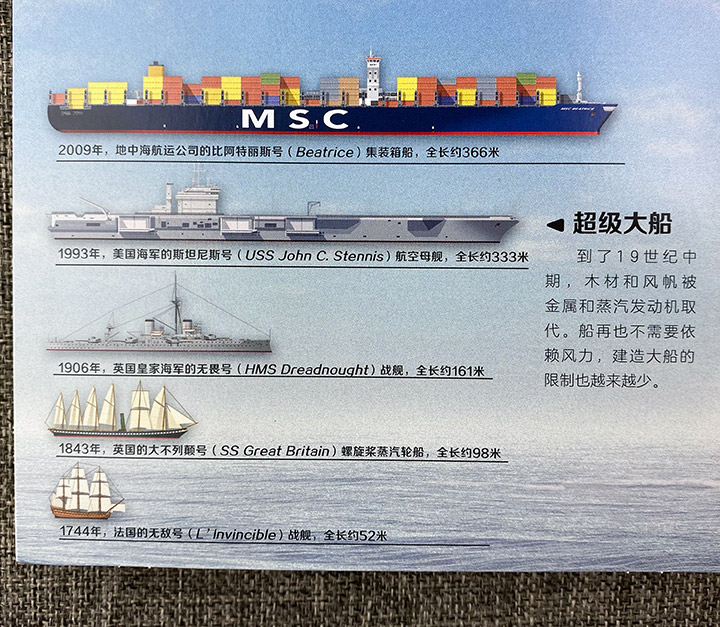 MSC
MSC BEATRICE
2009年，地中海航运公司的比阿特丽斯号（Beatrice）集装箱船，全长约366米
1993年，美国海军的斯坦尼斯号（USS John C. Stennis）航空母舰，全长约333米
1906年，英国皇家海军的无畏号（HMS Dreadnought）战舰，全长约161米
1843年，英国的大不列颠号（SS Great Britain）螺旋桨蒸汽轮船，全长约98米
1744年，法国的无敌号（L' Invincible）战舰，全长约52米
◀ 超级大船
到了19世纪中
期，木材和风帆被
金属和蒸汽发动机取
代。船再也不需要依
赖风力，建造大船的
限制也越来越少。